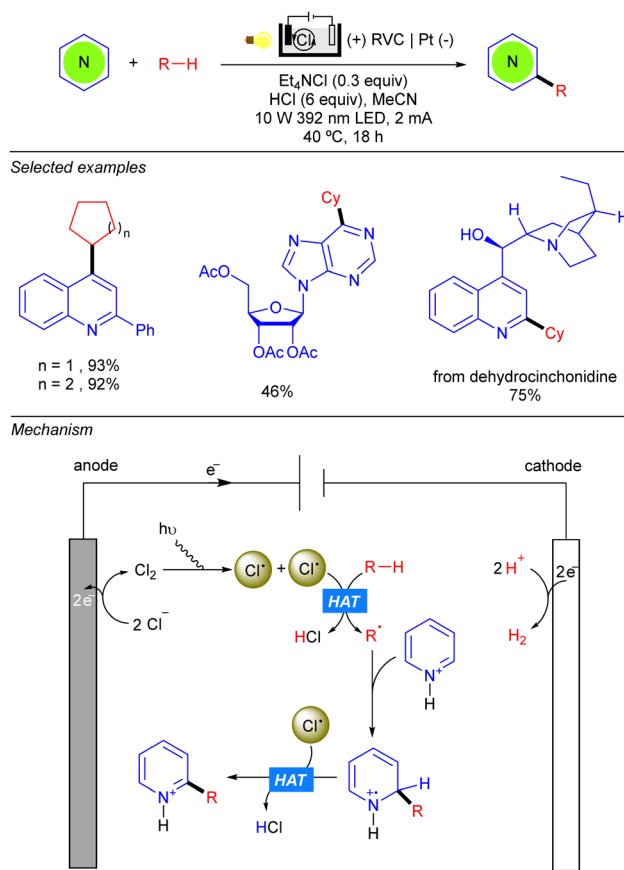 N + R–H (+) RVC | Pt (-) N
Cl
R
Et₄NCl (0.3 equiv)
HCl (6 equiv), MeCN
10 W 392 nm LED, 2 mA
40 ºC, 18 h
Selected examples
( )n
N Ph
n = 1 , 93%
n = 2 , 92%
Cy
N N
N N
AcO
O
AcO OAc
46%
H H
HO N
N Cy
from dehydrocinchonidine
75%
Mechanism
anode e⁻ cathode
hυ
Cl₂ Cl• + Cl• R–H
2e⁻ 2 Cl⁻
HAT
HCl R•
2 H⁺ 2e⁻
H₂
N⁺
H
Cl•
HAT
HCl
N⁺ R
H
H
N +• R
H